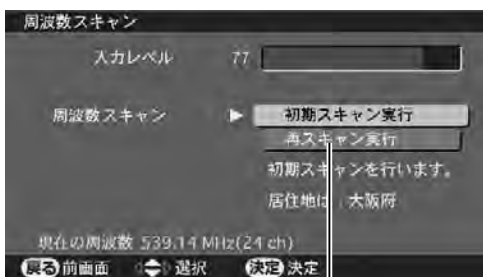 周波数スキャン
入力レベル 77
周波数スキャン ▶ 初期スキャン実行
再スキャン実行
初期スキャンを行います。
居住地は、大阪府
現在の周波数 539.14 MHz(24 ch)
戻る 前画面 選択 決定 決定